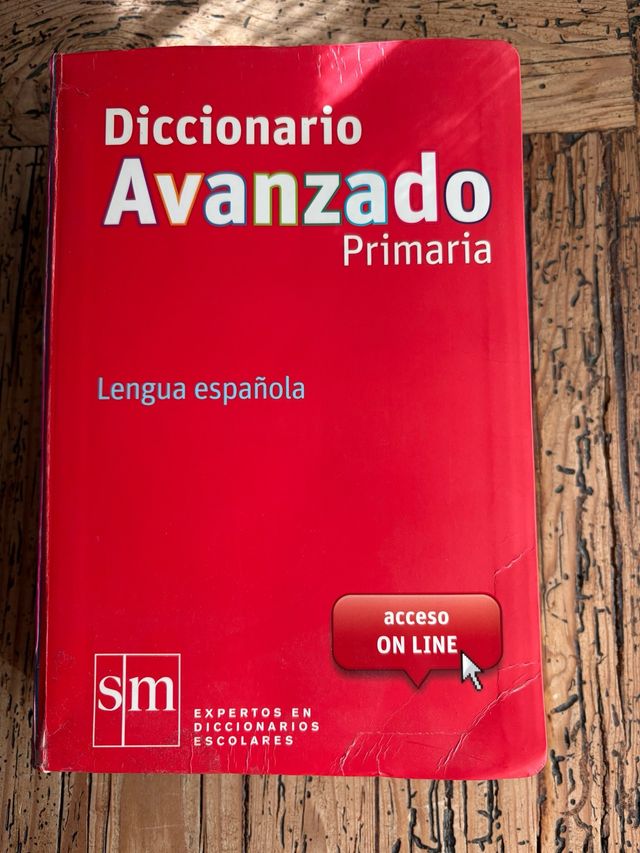 Diccionario
Avanzado
Primaria
Lengua española
acceso
ON LINE
sm
EXPERTOS EN
DICCIONARIOS
ESCOLARES